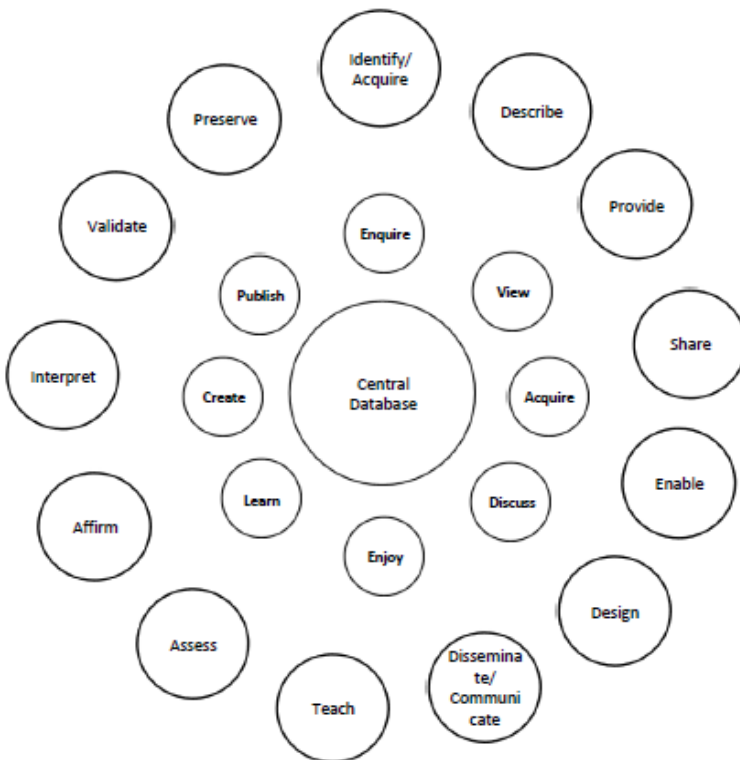 Identify/
Acquire
Describe
Preserve
Provide
Validate
Enquire
View
Publish
Share
Interpret
Central
Database
Create
Acquire
Enable
Learn
Discuss
Affirm
Enjoy
Design
Assess
Dissemina
te/
Communi
cate
Teach